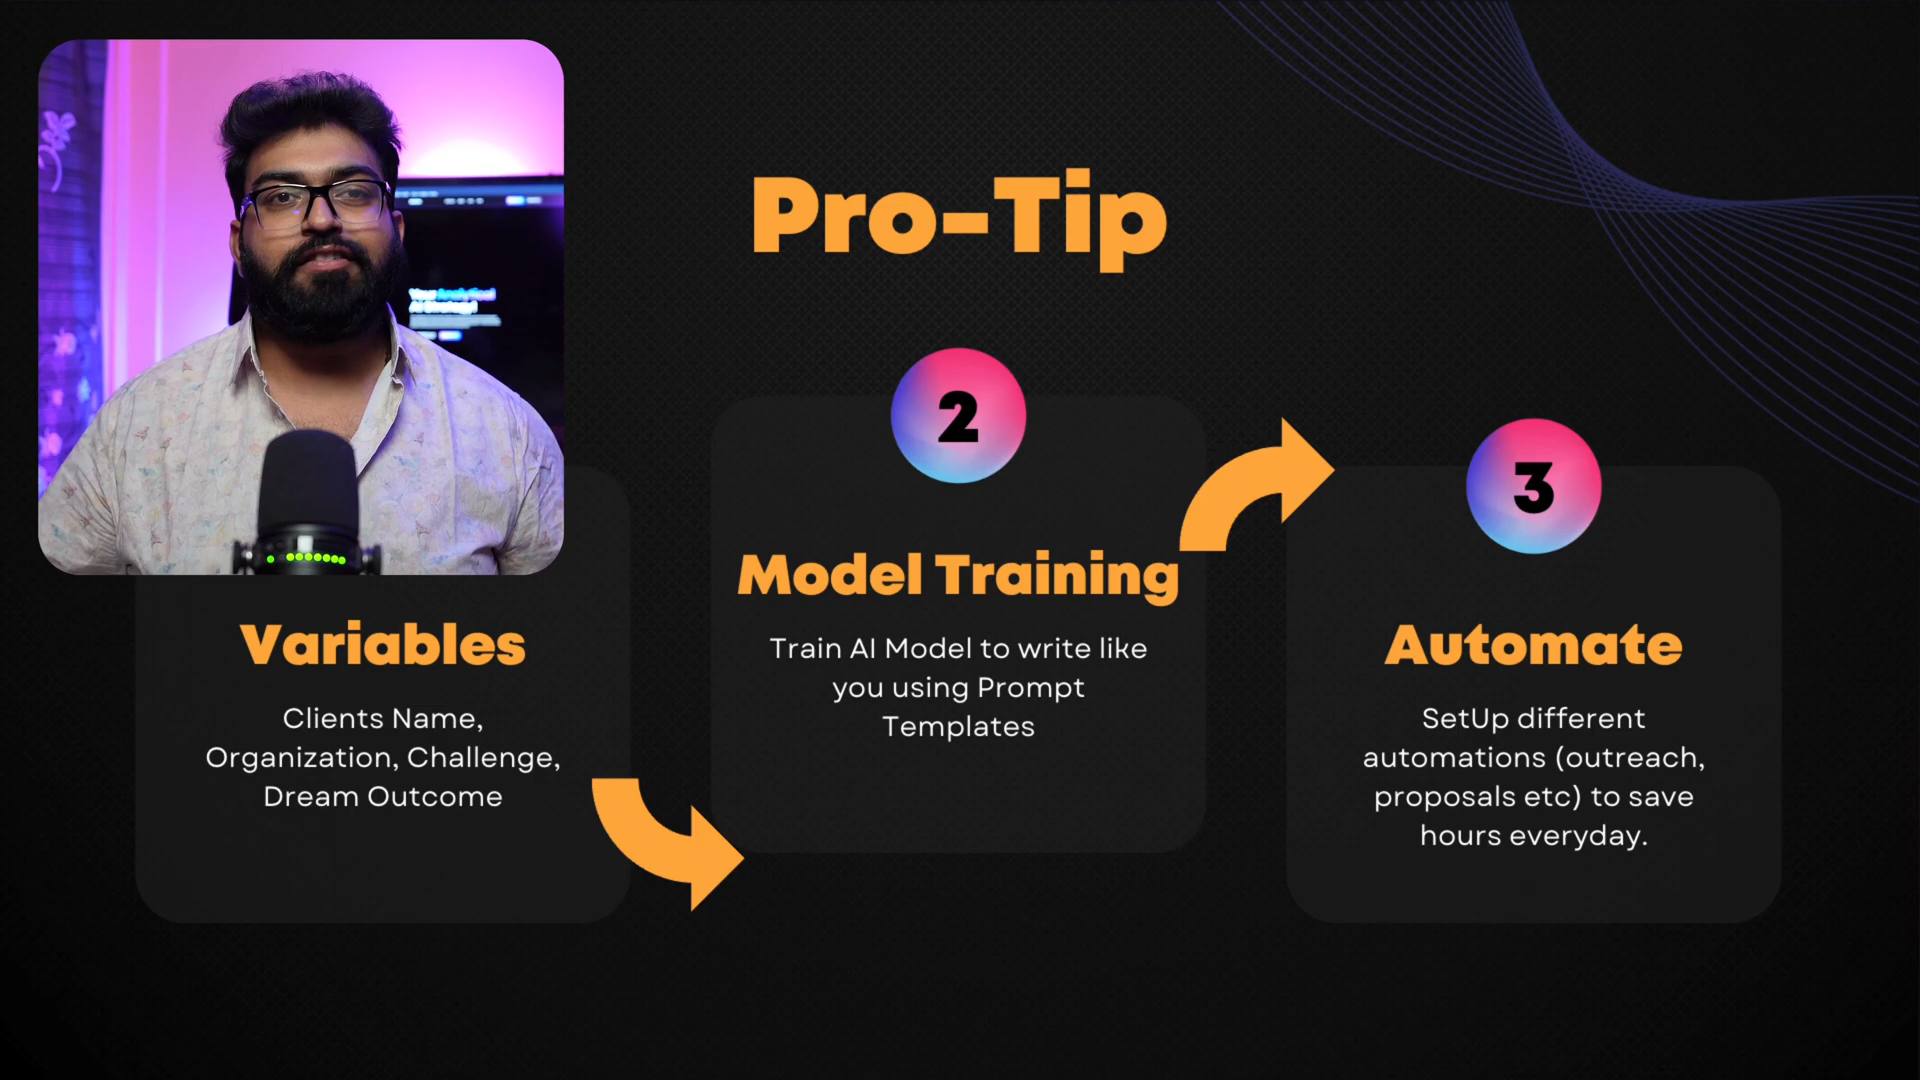 Pro-Tip
Variables
Clients Name,
Organization, Challenge,
Dream Outcome
2
Model Training
Train AI Model to write like
you using Prompt
Templates
3
Automate
SetUp different
automations (outreach,
proposals etc) to save
hours everyday.